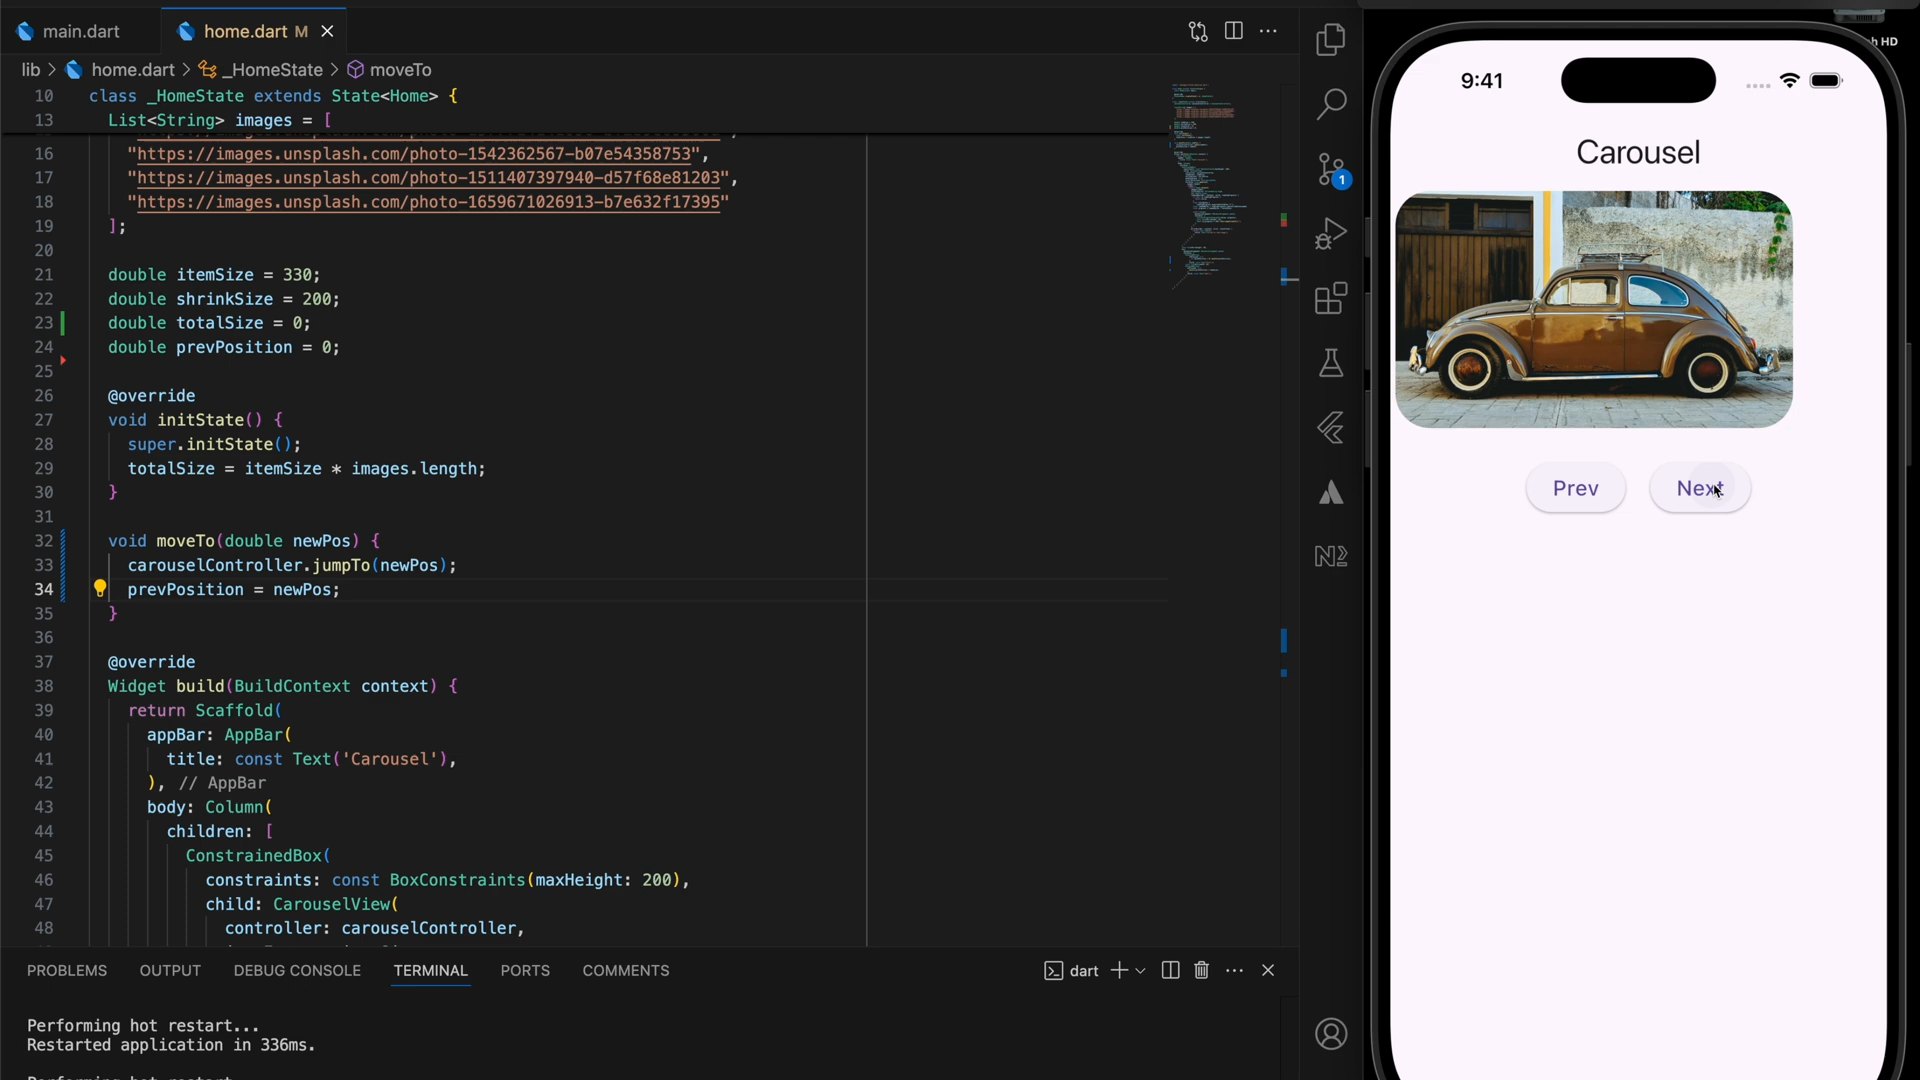 main.dart
home.dart M
lib > home.dart > _HomeState > moveTo
10 class _HomeState extends State<Home> {
13 List<String> images = [
16 "https://images.unsplash.com/photo-1542362567-b07e54358753",
17 "https://images.unsplash.com/photo-1511407397940-d57f68e81203",
18 "https://images.unsplash.com/photo-1659671026913-b7e632f17395"
19 ];
20
21 double itemSize = 330;
22 double shrinkSize = 200;
23 double totalSize = 0;
24 double prevPosition = 0;
25
26 @override
27 void initState() {
28 super.initState();
29 totalSize = itemSize * images.length;
30 }
31
32 void moveTo(double newPos) {
33 carouselController.jumpTo(newPos);
34 prevPosition = newPos;
35 }
36
37 @override
38 Widget build(BuildContext context) {
39 return Scaffold(
40 appBar: AppBar(
41 title: const Text('Carousel'),
42 ), // AppBar
43 body: Column(
44 children: [
45 ConstrainedBox(
46 constraints: const BoxConstraints(maxHeight: 200),
47 child: CarouselView(
48 controller: carouselController,
PROBLEMS OUTPUT DEBUG CONSOLE TERMINAL PORTS COMMENTS
dart
Performing hot restart...
Restarted application in 336ms.
1
HD
9:41
Carousel
Prev Next